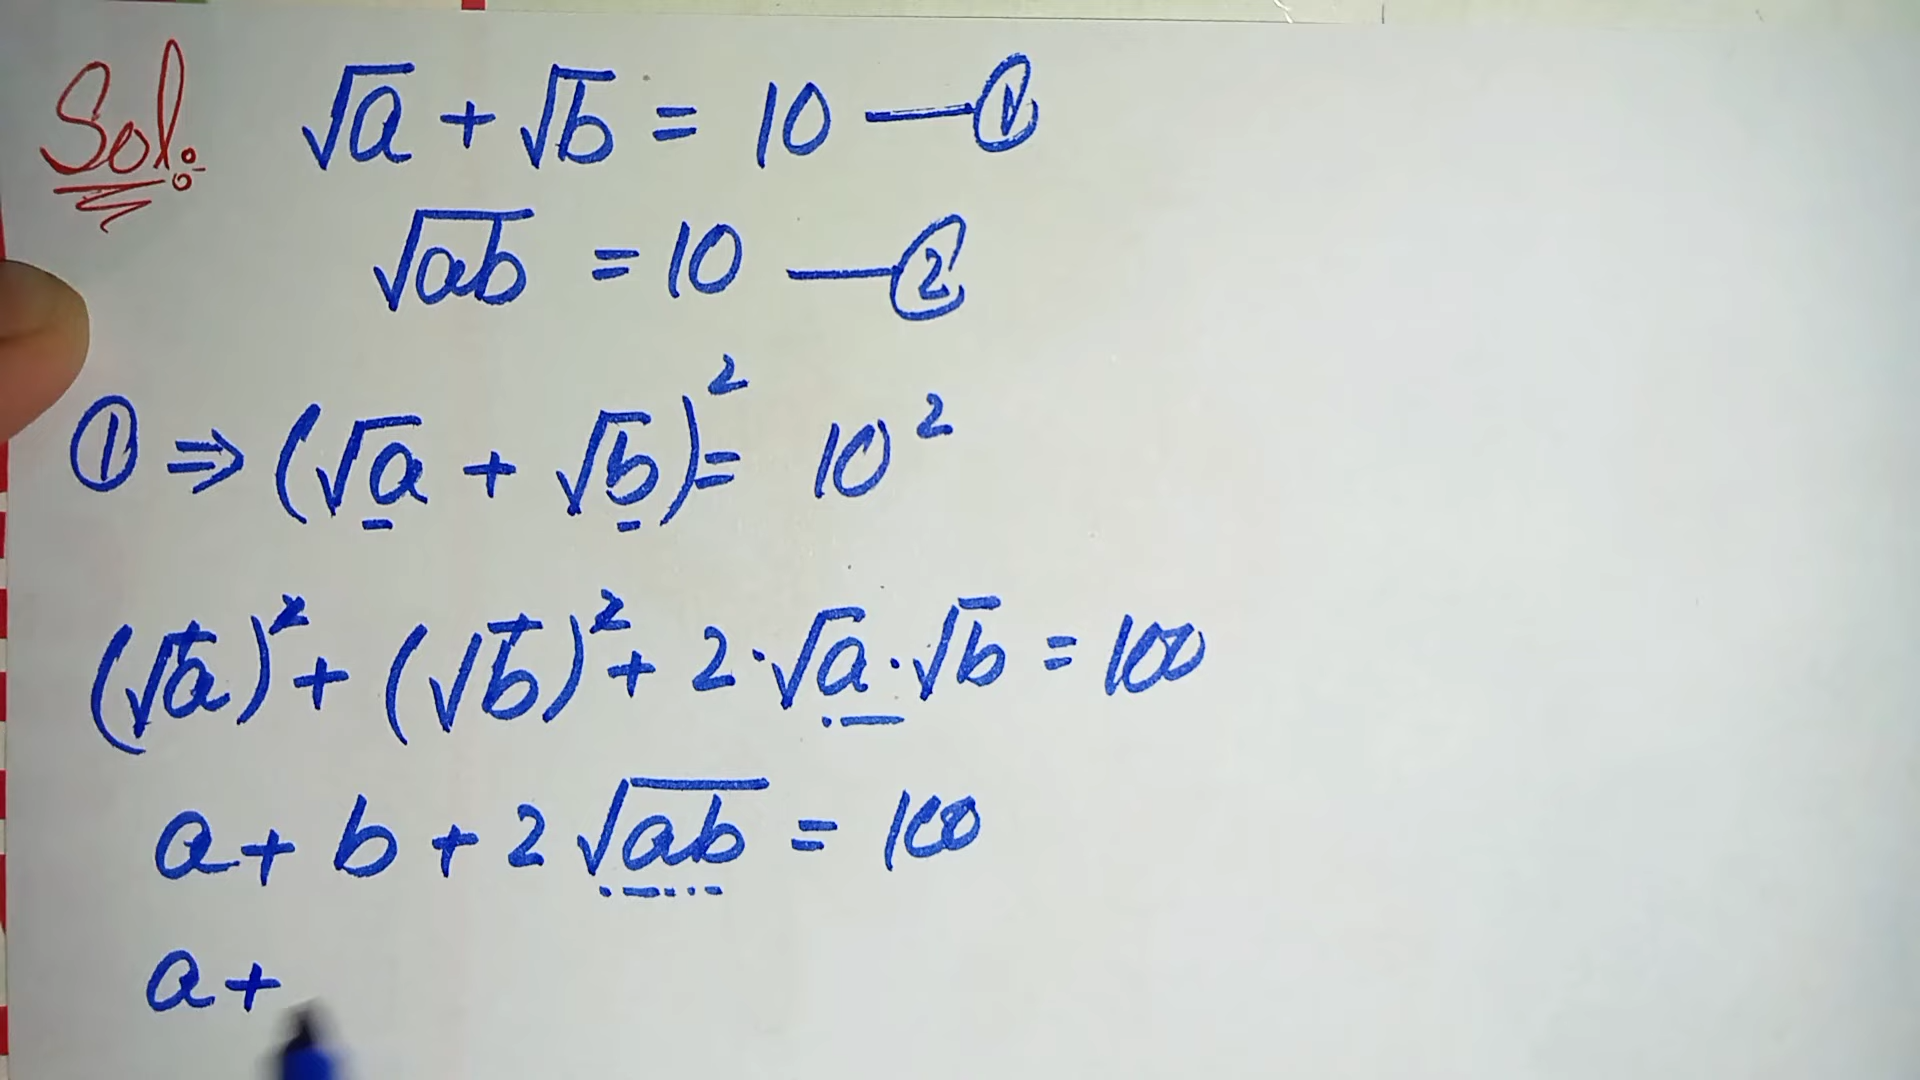 Sol:
√a + √b = 10 —①
√ab = 10 —②
① ⇒ (√a + √b)² = 10²
(√a)² + (√b)² + 2·√a·√b = 100
a + b + 2√ab = 100
a +